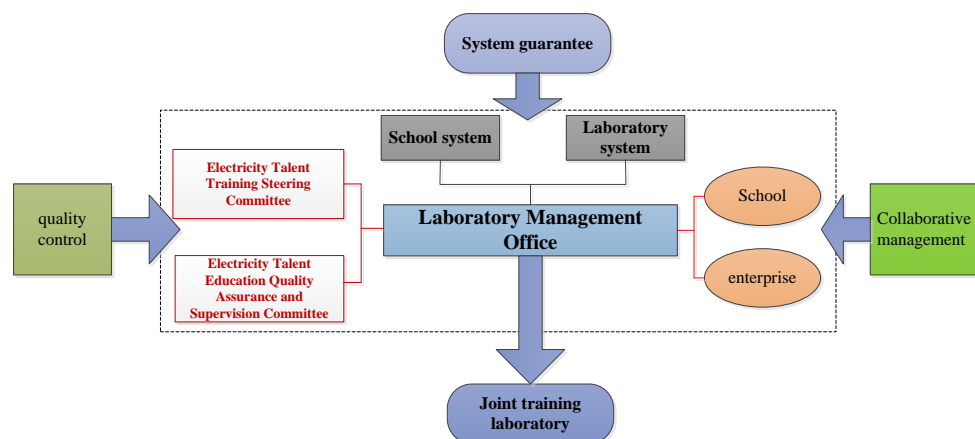 System guarantee
School system
Laboratory
system
Electricity Talent
Training Steering
Committee
School
quality
control
Laboratory Management
Office
Collaborative
management
Electricity Talent
Education Quality
Assurance and
Supervision Committee
enterprise
Joint training
laboratory